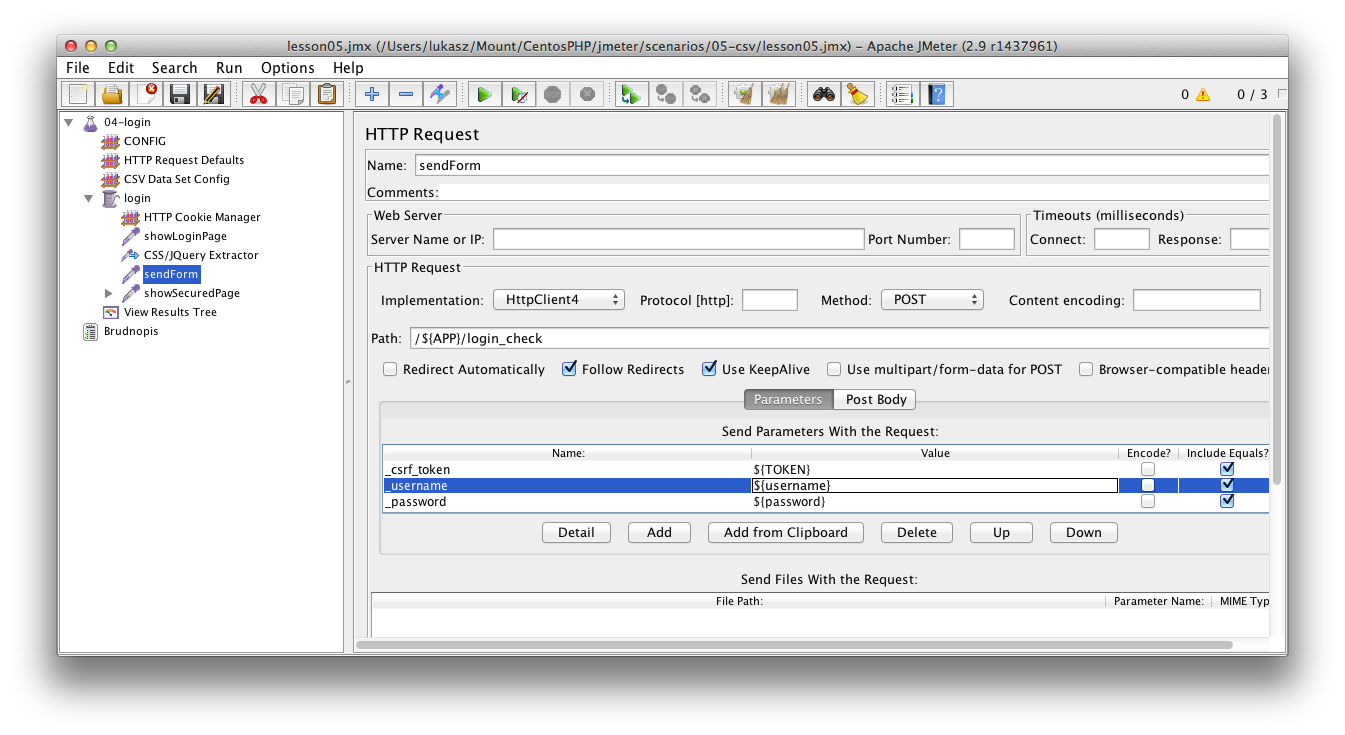 lesson05.jmx (/Users/lukasz/Mount/CentosPHP/jmeter/scenarios/05-csv/lesson05.jmx) – Apache JMeter (2.9 r1437961)
File Edit Search Run Options Help
0 0 / 3
04-login
CONFIG
HTTP Request Defaults
CSV Data Set Config
login
HTTP Cookie Manager
showLoginPage
CSS/JQuery Extractor
sendForm
showSecuredPage
View Results Tree
Brudnopis
HTTP Request
Name: sendForm
Comments:
Web Server
Timeouts (milliseconds)
Server Name or IP: Port Number: Connect: Response:
HTTP Request
Implementation: HttpClient4 Protocol [http]: Method: POST Content encoding:
Path: /${APP}/login_check
Redirect Automatically Follow Redirects Use KeepAlive Use multipart/form-data for POST Browser-compatible header
Parameters Post Body
Send Parameters With the Request:
Name: Value Encode? Include Equals?
_csrf_token ${TOKEN}
_username ${username}
_password ${password}
Detail Add Add from Clipboard Delete Up Down
Send Files With the Request:
File Path: Parameter Name: MIME Typ